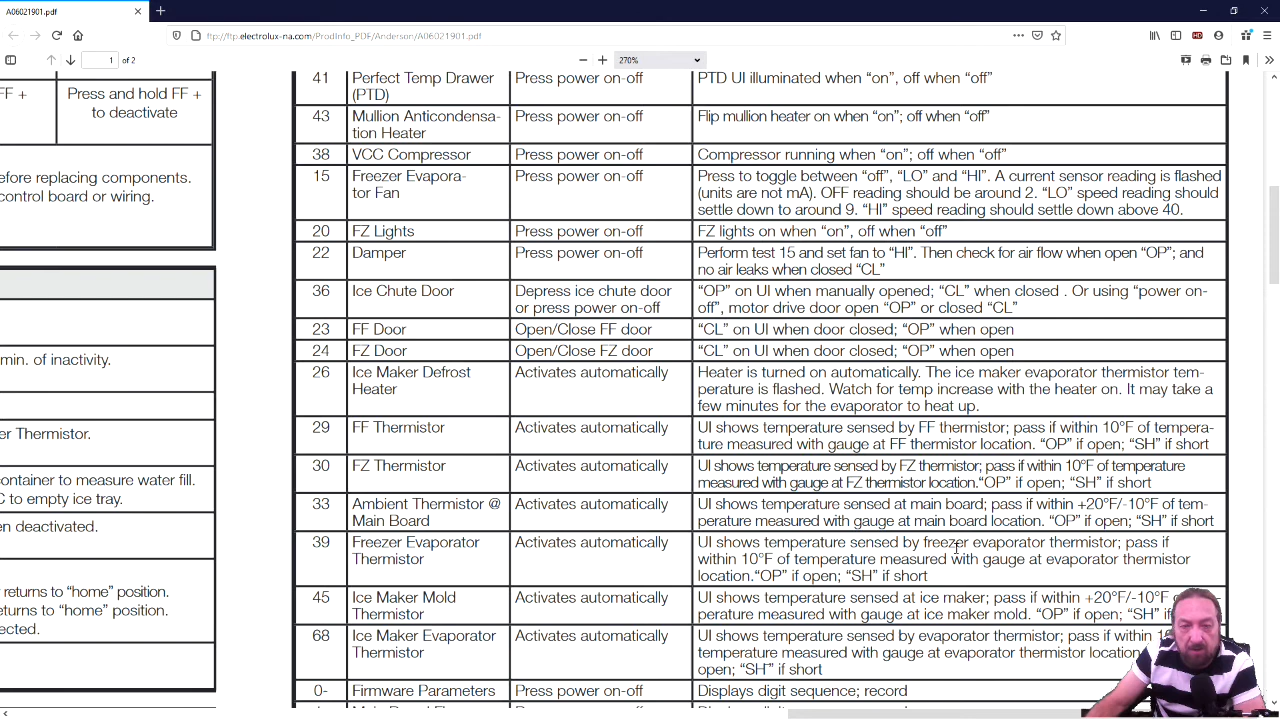 A06021901.pdf
ftp://ftp.electrolux-na.com/ProdInfo_PDF/Anderson/A06021901.pdf
1 of 2
270%
FF +
Press and hold FF +
to deactivate
efore replacing components.
control board or wiring.
min. of inactivity.
er Thermistor.
container to measure water fill.
C to empty ice tray.
en deactivated.
r returns to “home” position.
eturns to “home” position.
ected.
41 Perfect Temp Drawer Press power on-off PTD UI illuminated when “on”, off when “off”
(PTD)
43 Mullion Anticondensa- Press power on-off Flip mullion heater on when “on”; off when “off”
tion Heater
38 VCC Compressor Press power on-off Compressor running when “on”; off when “off”
15 Freezer Evapora- Press power on-off Press to toggle between “off”, “LO” and “HI”. A current sensor reading is flashed
tor Fan (units are not mA). OFF reading should be around 2. “LO” speed reading should
settle down to around 9. “HI” speed reading should settle down above 40.
20 FZ Lights Press power on-off FZ lights on when “on”, off when “off”
22 Damper Press power on-off Perform test 15 and set fan to “HI”. Then check for air flow when open “OP”; and
no air leaks when closed “CL”
36 Ice Chute Door Depress ice chute door “OP” on UI when manually opened; “CL” when closed . Or using “power on-
or press power on-off off”, motor drive door open “OP” or closed “CL”
23 FF Door Open/Close FF door “CL” on UI when door closed; “OP” when open
24 FZ Door Open/Close FZ door “CL” on UI when door closed; “OP” when open
26 Ice Maker Defrost Activates automatically Heater is turned on automatically. The ice maker evaporator thermistor tem-
Heater perature is flashed. Watch for temp increase with the heater on. It may take a
few minutes for the evaporator to heat up.
29 FF Thermistor Activates automatically UI shows temperature sensed by FF thermistor; pass if within 10°F of tempera-
ture measured with gauge at FF thermistor location. “OP” if open; “SH” if short
30 FZ Thermistor Activates automatically UI shows temperature sensed by FZ thermistor; pass if within 10°F of temperature
measured with gauge at FZ thermistor location.“OP” if open; “SH” if short
33 Ambient Thermistor @ Activates automatically UI shows temperature sensed at main board; pass if within +20°F/-10°F of tem-
Main Board perature measured with gauge at main board location. “OP” if open; “SH” if short
39 Freezer Evaporator Activates automatically UI shows temperature sensed by freezer evaporator thermistor; pass if
Thermistor within 10°F of temperature measured with gauge at evaporator thermistor
location.“OP” if open; “SH” if short
45 Ice Maker Mold Activates automatically UI shows temperature sensed at ice maker; pass if within +20°F/-10°F
Thermistor perature measured with gauge at ice maker mold. “OP” if open; “SH”
68 Ice Maker Evaporator Activates automatically UI shows temperature sensed by evaporator thermistor; pass if within
Thermistor temperature measured with gauge at evaporator thermistor location
open; “SH” if short
0- Firmware Parameters Press power on-off Displays digit sequence; record